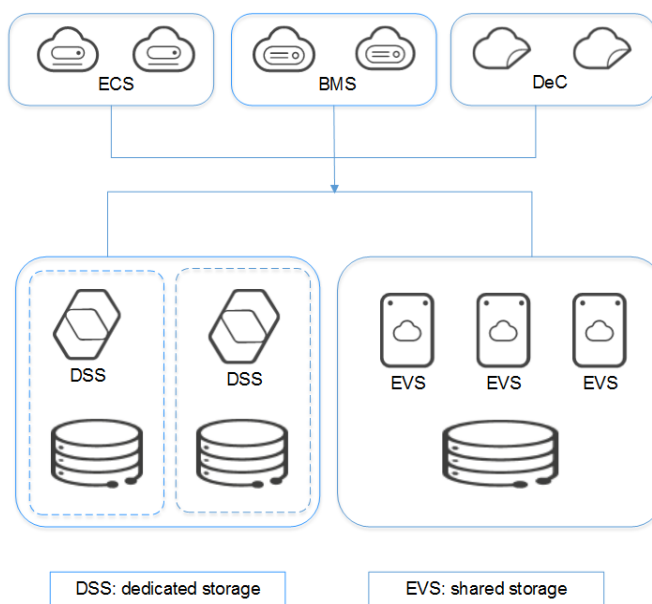 ECS
BMS
DeC
DSS
DSS
EVS
EVS
EVS
DSS: dedicated storage
EVS: shared storage